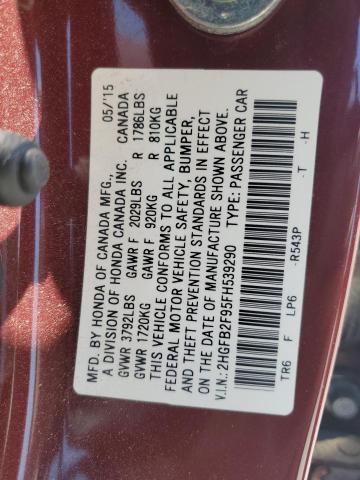 MFD. BY HONDA OF CANADA MFG., 05/'15
A DIVISION OF HONDA CANADA INC. CANADA
GVWR 3792LBS GAWR F 2029LBS R 1786LBS
GVWR 1720KG GAWR F 920KG R 810KG
THIS VEHICLE CONFORMS TO ALL APPLICABLE
FEDERAL MOTOR VEHICLE SAFETY, BUMPER,
AND THEFT PREVENTION STANDARDS IN EFFECT
ON THE DATE OF MANUFACTURE SHOWN ABOVE.
V.I.N.: 2HGFB2F95FH539290 TYPE: PASSENGER CAR
TR6 F LP6 -R543P -T -H